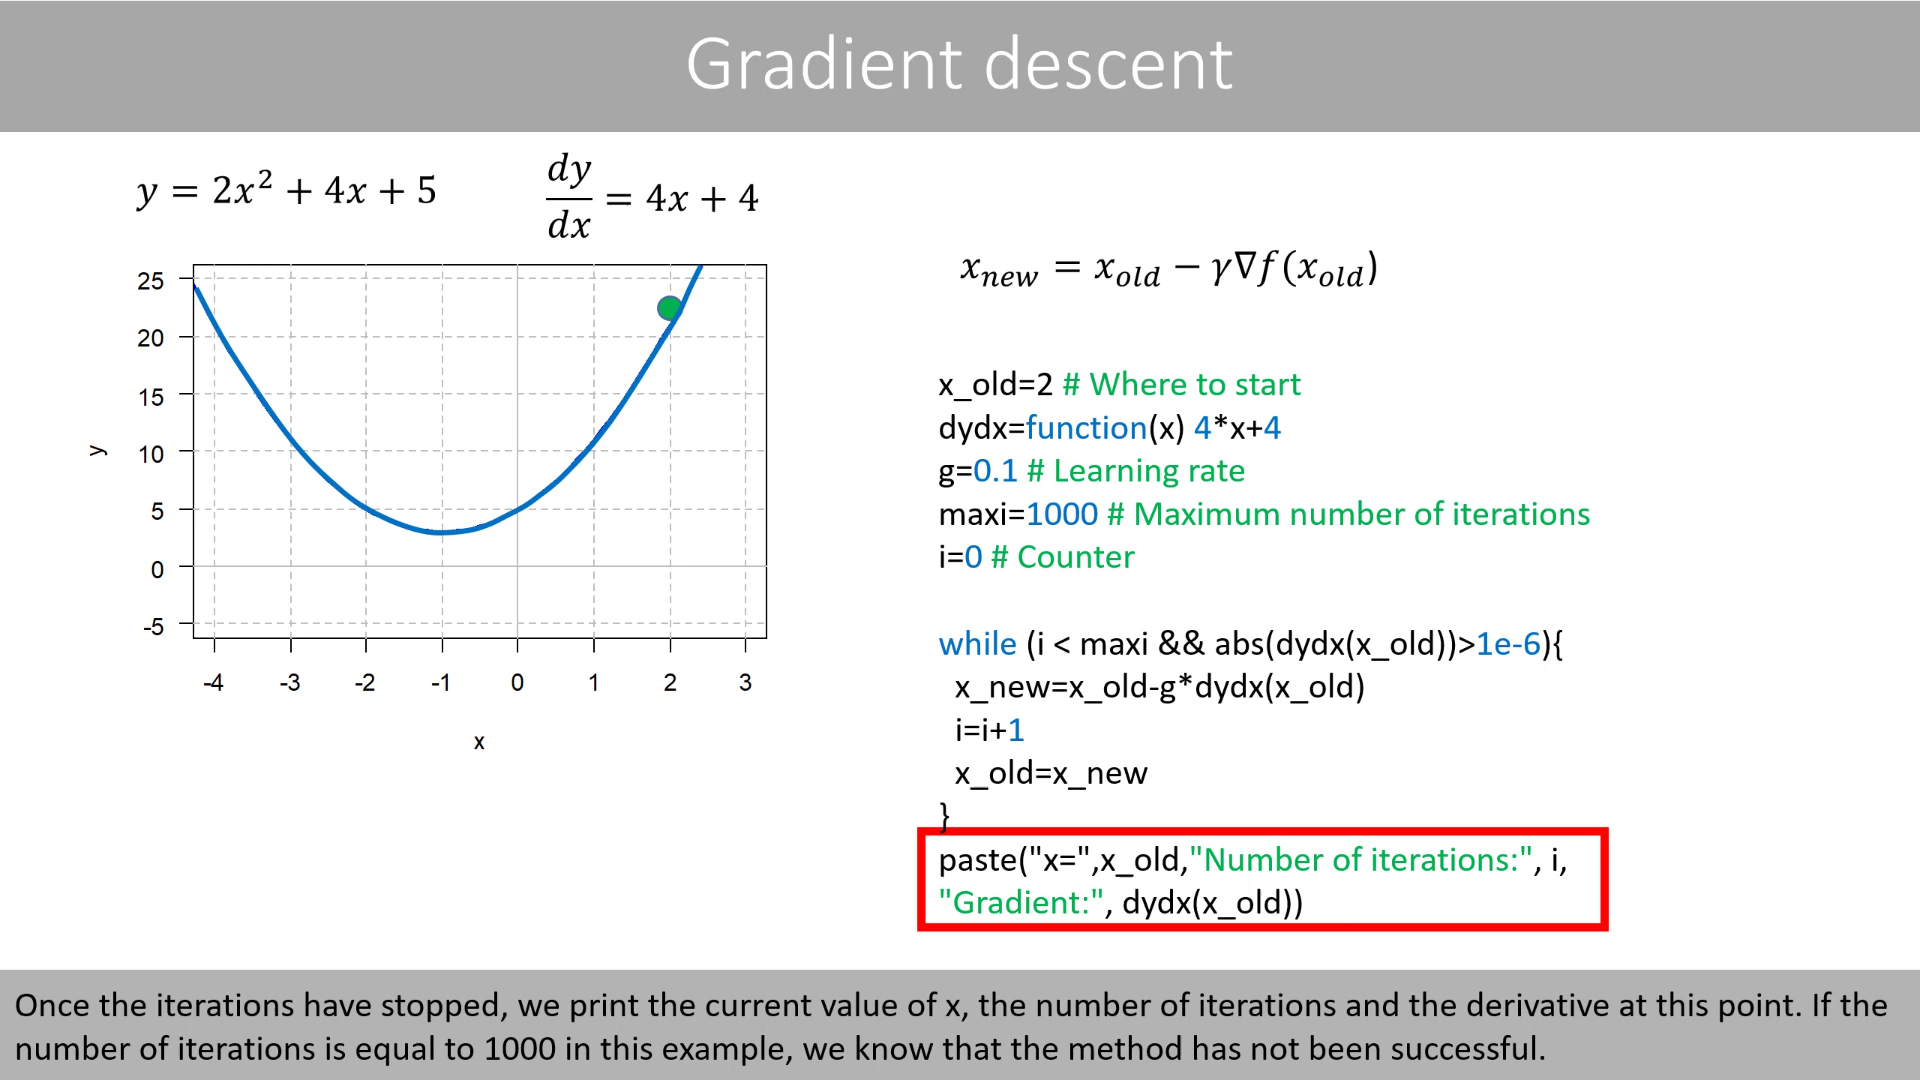 Gradient descent
y = 2x² + 4x + 5
dy/dx = 4x + 4
x_new = x_old − γ∇f(x_old)
25
20
15
10
5
0
-5
y
-4 -3 -2 -1 0 1 2 3
x
x_old=2 # Where to start
dydx=function(x) 4*x+4
g=0.1 # Learning rate
maxi=1000 # Maximum number of iterations
i=0 # Counter
while (i < maxi && abs(dydx(x_old))>1e-6){
x_new=x_old-g*dydx(x_old)
i=i+1
x_old=x_new
}
paste("x=",x_old,"Number of iterations:", i,
"Gradient:", dydx(x_old))
Once the iterations have stopped, we print the current value of x, the number of iterations and the derivative at this point. If the
number of iterations is equal to 1000 in this example, we know that the method has not been successful.